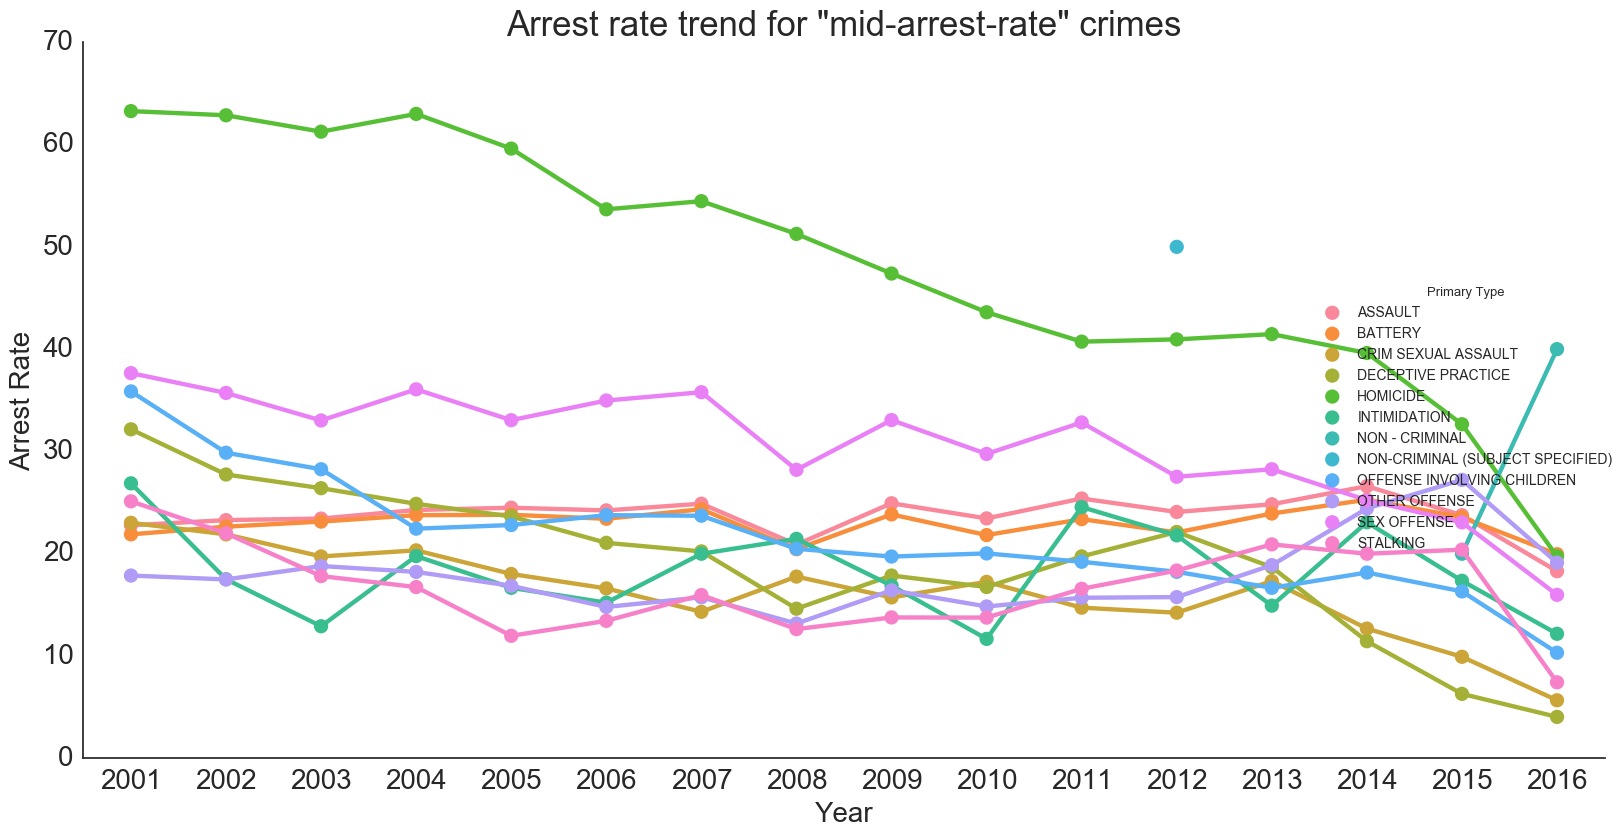 Arrest rate trend for "mid-arrest-rate" crimes
70
60
50
40
30
20
10
0
Arrest Rate
Primary Type
ASSAULT
BATTERY
CRIM SEXUAL ASSAULT
DECEPTIVE PRACTICE
HOMICIDE
INTIMIDATION
NON - CRIMINAL
NON-CRIMINAL (SUBJECT SPECIFIED)
OFFENSE INVOLVING CHILDREN
OTHER OFFENSE
SEX OFFENSE
STALKING
2001 2002 2003 2004 2005 2006 2007 2008 2009 2010 2011 2012 2013 2014 2015 2016
Year